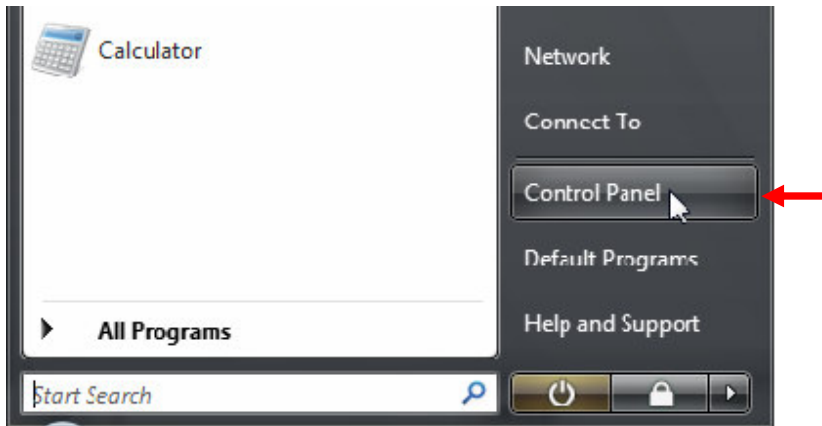 Calculator
All Programs
Start Search
Network
Connect To
Control Panel
Default Programs
Help and Support